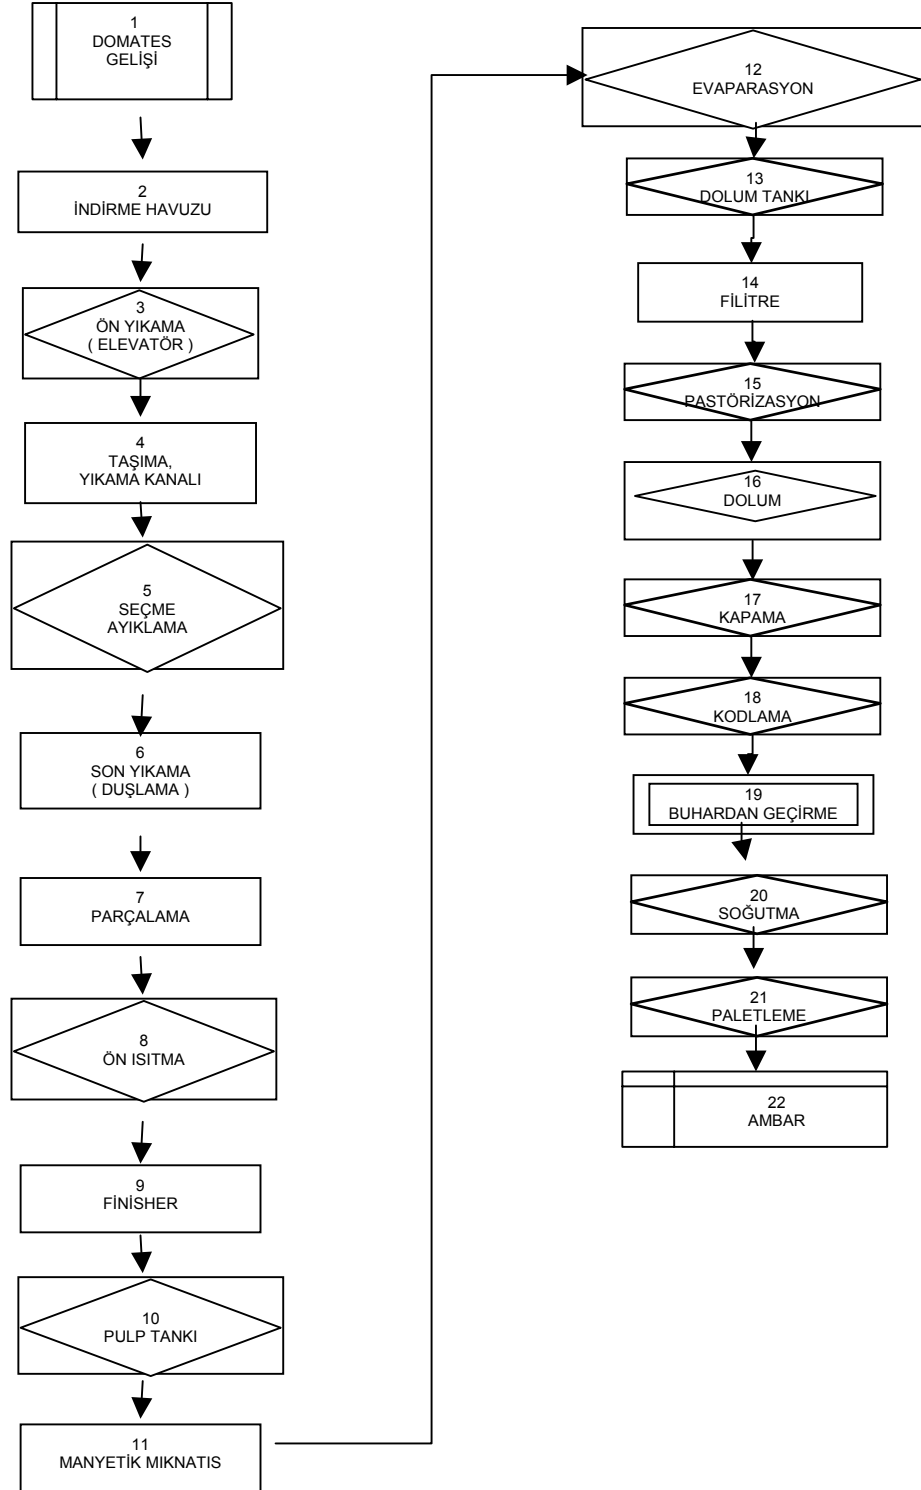 1
DOMATES
GELİŞİ
2
İNDİRME HAVUZU
3
ÖN YIKAMA
( ELEVATÖR )
4
TAŞIMA,
YIKAMA KANALI
5
SEÇME
AYIKLAMA
6
SON YIKAMA
( DUŞLAMA )
7
PARÇALAMA
8
ÖN ISITMA
9
FİNİSHER
10
PULP TANKI
11
MANYETİK MIKNATIS
12
EVAPARASYON
13
DOLUM TANKI
14
FİLİTRE
15
PASTÖRİZASYON
16
DOLUM
17
KAPAMA
18
KODLAMA
19
BUHARDAN GEÇİRME
20
SOĞUTMA
21
PALETLEME
22
AMBAR